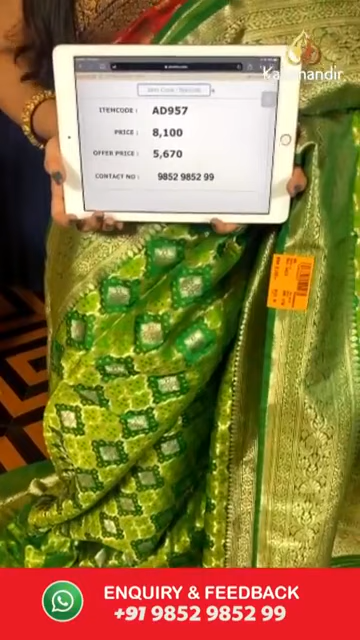 Kalamandir
ITEMCODE : AD957
PRICE : 8,100
OFFER PRICE : 5,670
CONTACT NO : 9852 9852 99
ENQUIRY & FEEDBACK
+91 9852 9852 99